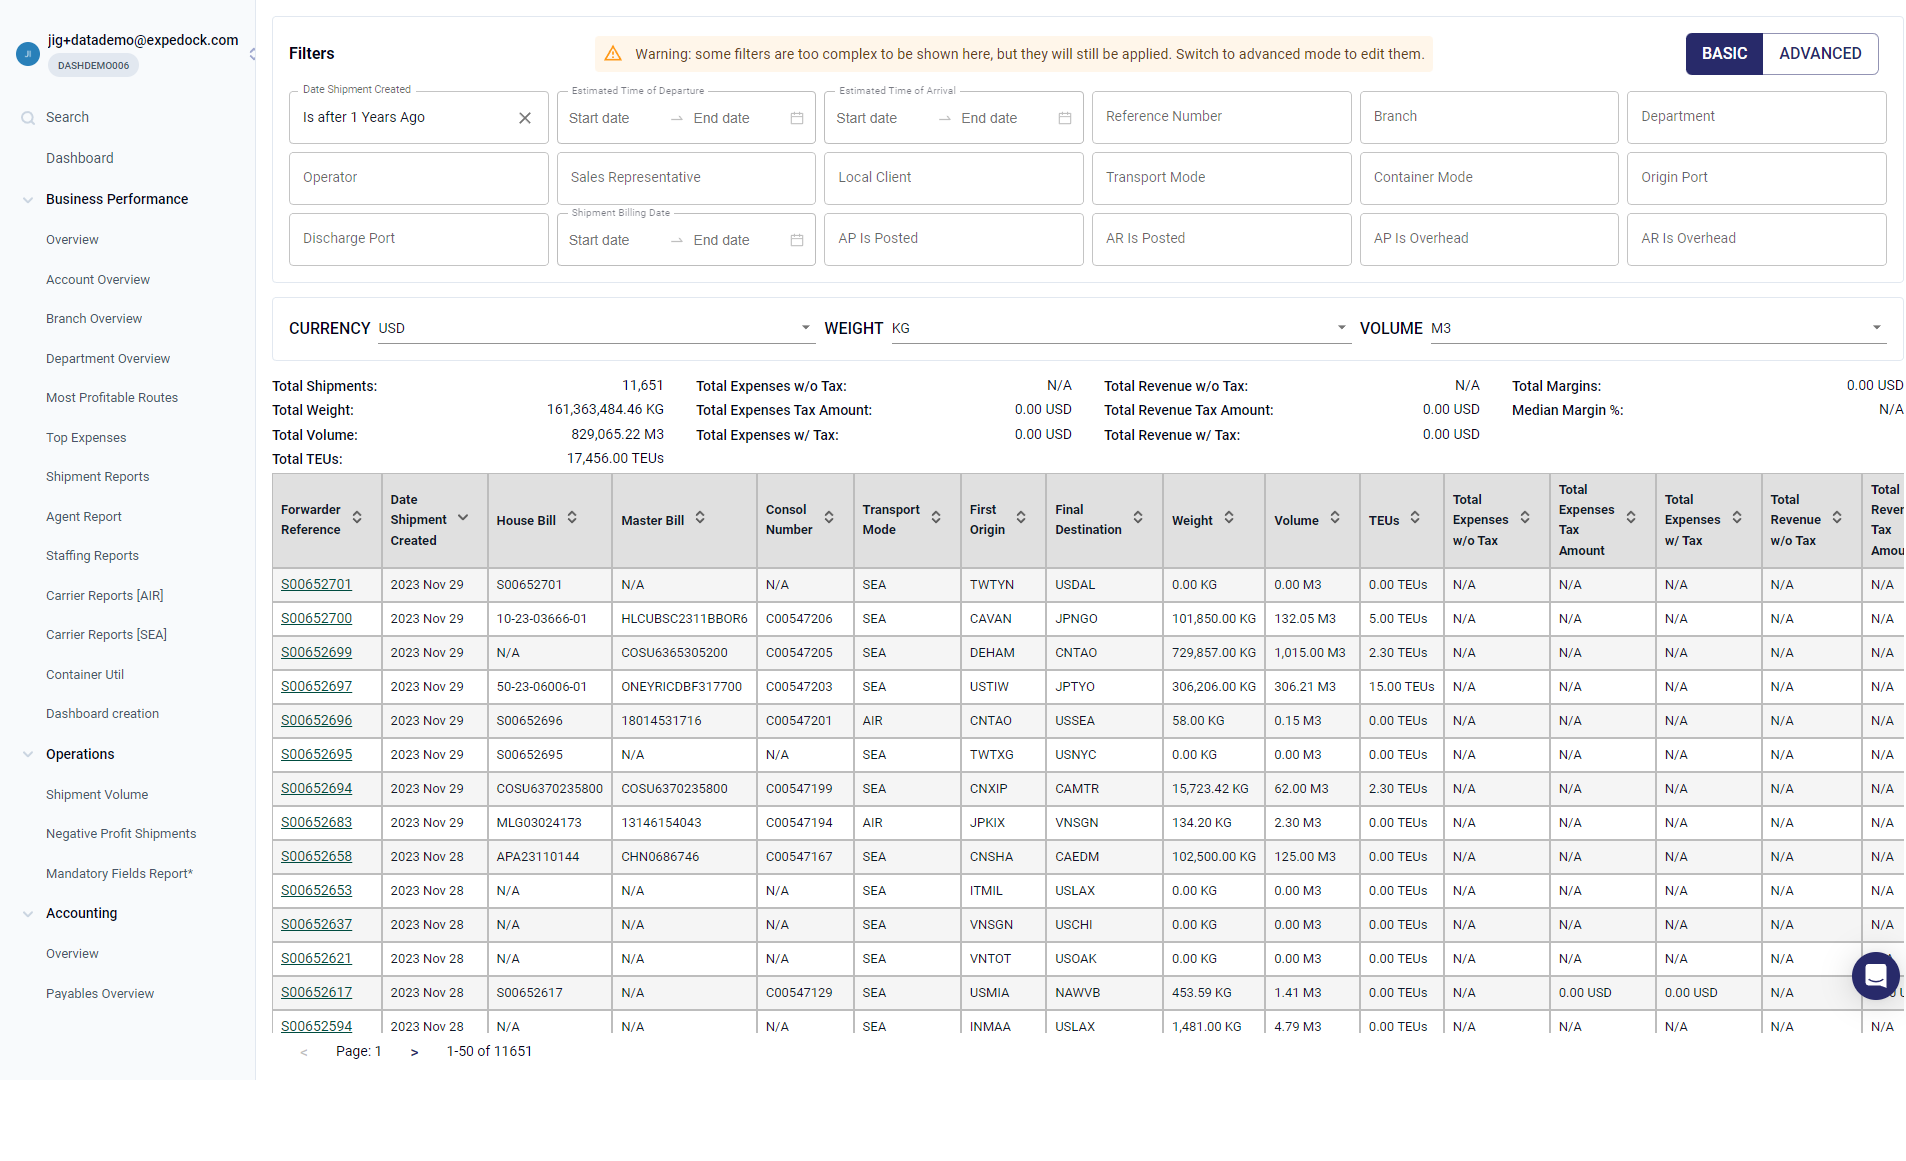 jig+datademo@expedock.com
JI
DASHDEMO006
Search
Dashboard
Business Performance
Overview
Account Overview
Branch Overview
Department Overview
Most Profitable Routes
Top Expenses
Shipment Reports
Agent Report
Staffing Reports
Carrier Reports [AIR]
Carrier Reports [SEA]
Container Util
Dashboard creation
Operations
Shipment Volume
Negative Profit Shipments
Mandatory Fields Report*
Accounting
Overview
Payables Overview
Filters
Warning: some filters are too complex to be shown here, but they will still be applied. Switch to advanced mode to edit them.
BASIC ADVANCED
Date Shipment Created Estimated Time of Departure Estimated Time of Arrival
Is after 1 Years Ago Start date End date Start date End date Reference Number Branch Department
Operator Sales Representative Local Client Transport Mode Container Mode Origin Port
Shipment Billing Date
Discharge Port Start date End date AP Is Posted AR Is Posted AP Is Overhead AR Is Overhead
CURRENCY USD WEIGHT KG VOLUME M3
Total Shipments: 11,651 Total Expenses w/o Tax: N/A Total Revenue w/o Tax: N/A Total Margins: 0.00 USD
Total Weight: 161,363,484.46 KG Total Expenses Tax Amount: 0.00 USD Total Revenue Tax Amount: 0.00 USD Median Margin %: N/A
Total Volume: 829,065.22 M3 Total Expenses w/ Tax: 0.00 USD Total Revenue w/ Tax: 0.00 USD
Total TEUs: 17,456.00 TEUs
Forwarder Reference Date Shipment Created House Bill Master Bill Consol Number Transport Mode First Origin Final Destination Weight Volume TEUs Total Expenses w/o Tax Total Expenses Tax Amount Total Expenses w/ Tax Total Revenue w/o Tax Total Rever Tax Amou
S00652701 2023 Nov 29 S00652701 N/A N/A SEA TWTYN USDAL 0.00 KG 0.00 M3 0.00 TEUs N/A N/A N/A N/A N/A
S00652700 2023 Nov 29 10-23-03666-01 HLCUBSC2311BBOR6 C00547206 SEA CAVAN JPNGO 101,850.00 KG 132.05 M3 5.00 TEUs N/A N/A N/A N/A N/A
S00652699 2023 Nov 29 N/A COSU6365305200 C00547205 SEA DEHAM CNTAO 729,857.00 KG 1,015.00 M3 2.30 TEUs N/A N/A N/A N/A N/A
S00652697 2023 Nov 29 50-23-06006-01 ONEYRICDBF317700 C00547203 SEA USTIW JPTYO 306,206.00 KG 306.21 M3 15.00 TEUs N/A N/A N/A N/A N/A
S00652696 2023 Nov 29 S00652696 18014531716 C00547201 AIR CNTAO USSEA 58.00 KG 0.15 M3 0.00 TEUs N/A N/A N/A N/A N/A
S00652695 2023 Nov 29 S00652695 N/A N/A SEA TWTXG USNYC 0.00 KG 0.00 M3 0.00 TEUs N/A N/A N/A N/A N/A
S00652694 2023 Nov 29 COSU6370235800 COSU6370235800 C00547199 SEA CNXIP CAMTR 15,723.42 KG 62.00 M3 2.30 TEUs N/A N/A N/A N/A N/A
S00652683 2023 Nov 29 MLG03024173 13146154043 C00547194 AIR JPKIX VNSGN 134.20 KG 2.30 M3 0.00 TEUs N/A N/A N/A N/A N/A
S00652658 2023 Nov 28 APA23110144 CHN0686746 C00547167 SEA CNSHA CAEDM 102,500.00 KG 125.00 M3 0.00 TEUs N/A N/A N/A N/A N/A
S00652653 2023 Nov 28 N/A N/A N/A SEA ITMIL USLAX 0.00 KG 0.00 M3 0.00 TEUs N/A N/A N/A N/A N/A
S00652637 2023 Nov 28 N/A N/A N/A SEA VNSGN USCHI 0.00 KG 0.00 M3 0.00 TEUs N/A N/A N/A N/A N/A
S00652621 2023 Nov 28 N/A N/A N/A SEA VNTOT USOAK 0.00 KG 0.00 M3 0.00 TEUs N/A N/A N/A N/A
S00652617 2023 Nov 28 S00652617 N/A C00547129 SEA USMIA NAWVB 453.59 KG 1.41 M3 0.00 TEUs N/A 0.00 USD 0.00 USD N/A
S00652594 2023 Nov 28 N/A N/A N/A SEA INMAA USLAX 1,481.00 KG 4.79 M3 0.00 TEUs N/A N/A N/A N/A N/A
< Page: 1 > 1-50 of 11651